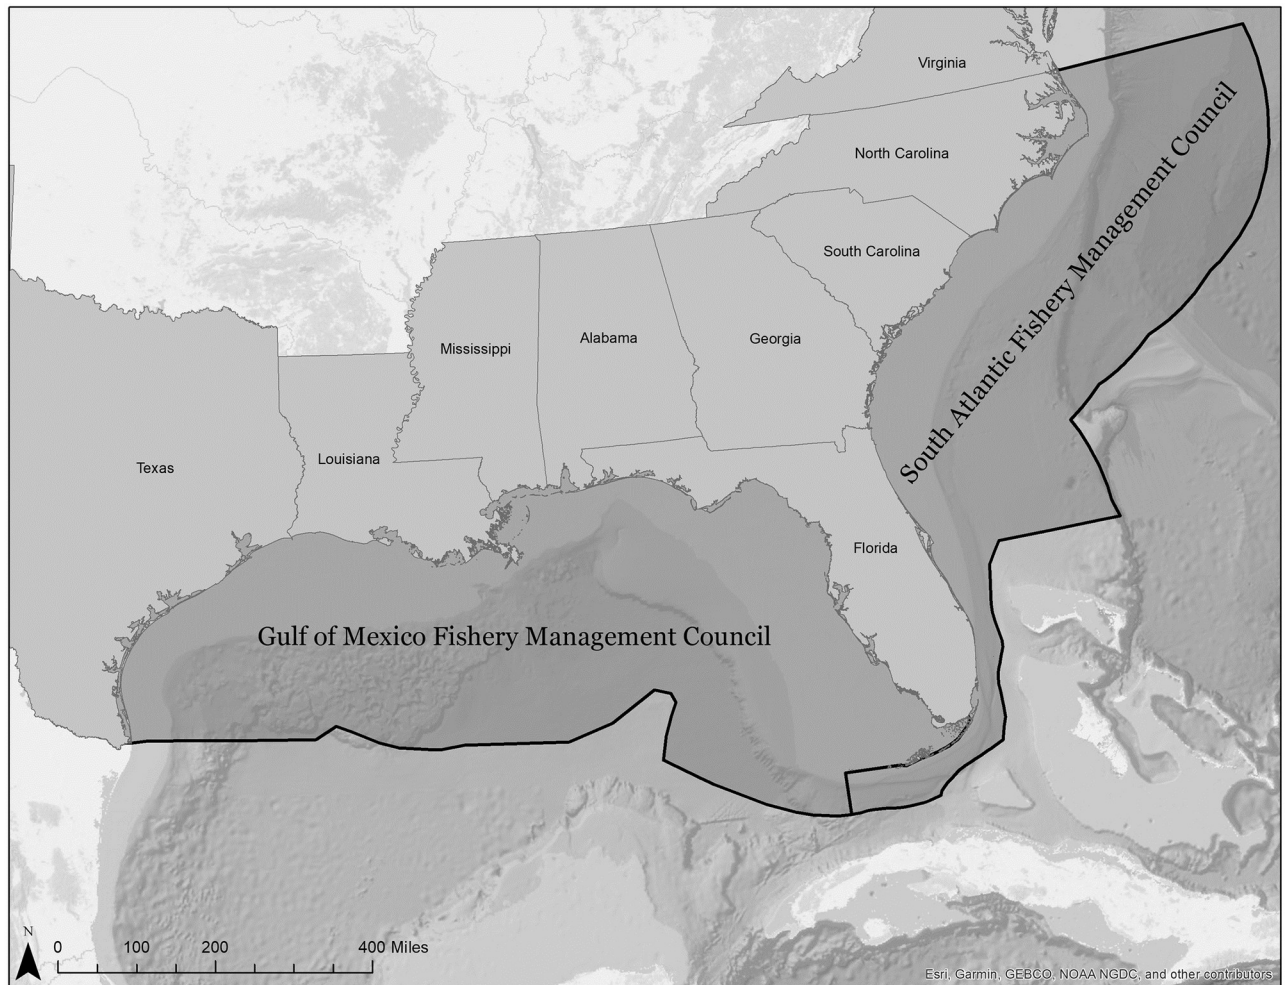 Virginia
North Carolina
South Carolina
Mississippi
Alabama
Georgia
Texas
Louisiana
Florida
South Atlantic Fishery Management Council
Gulf of Mexico Fishery Management Council
N
0 100 200 400 Miles
Esri, Garmin, GEBCO, NOAA NGDC, and other contributors